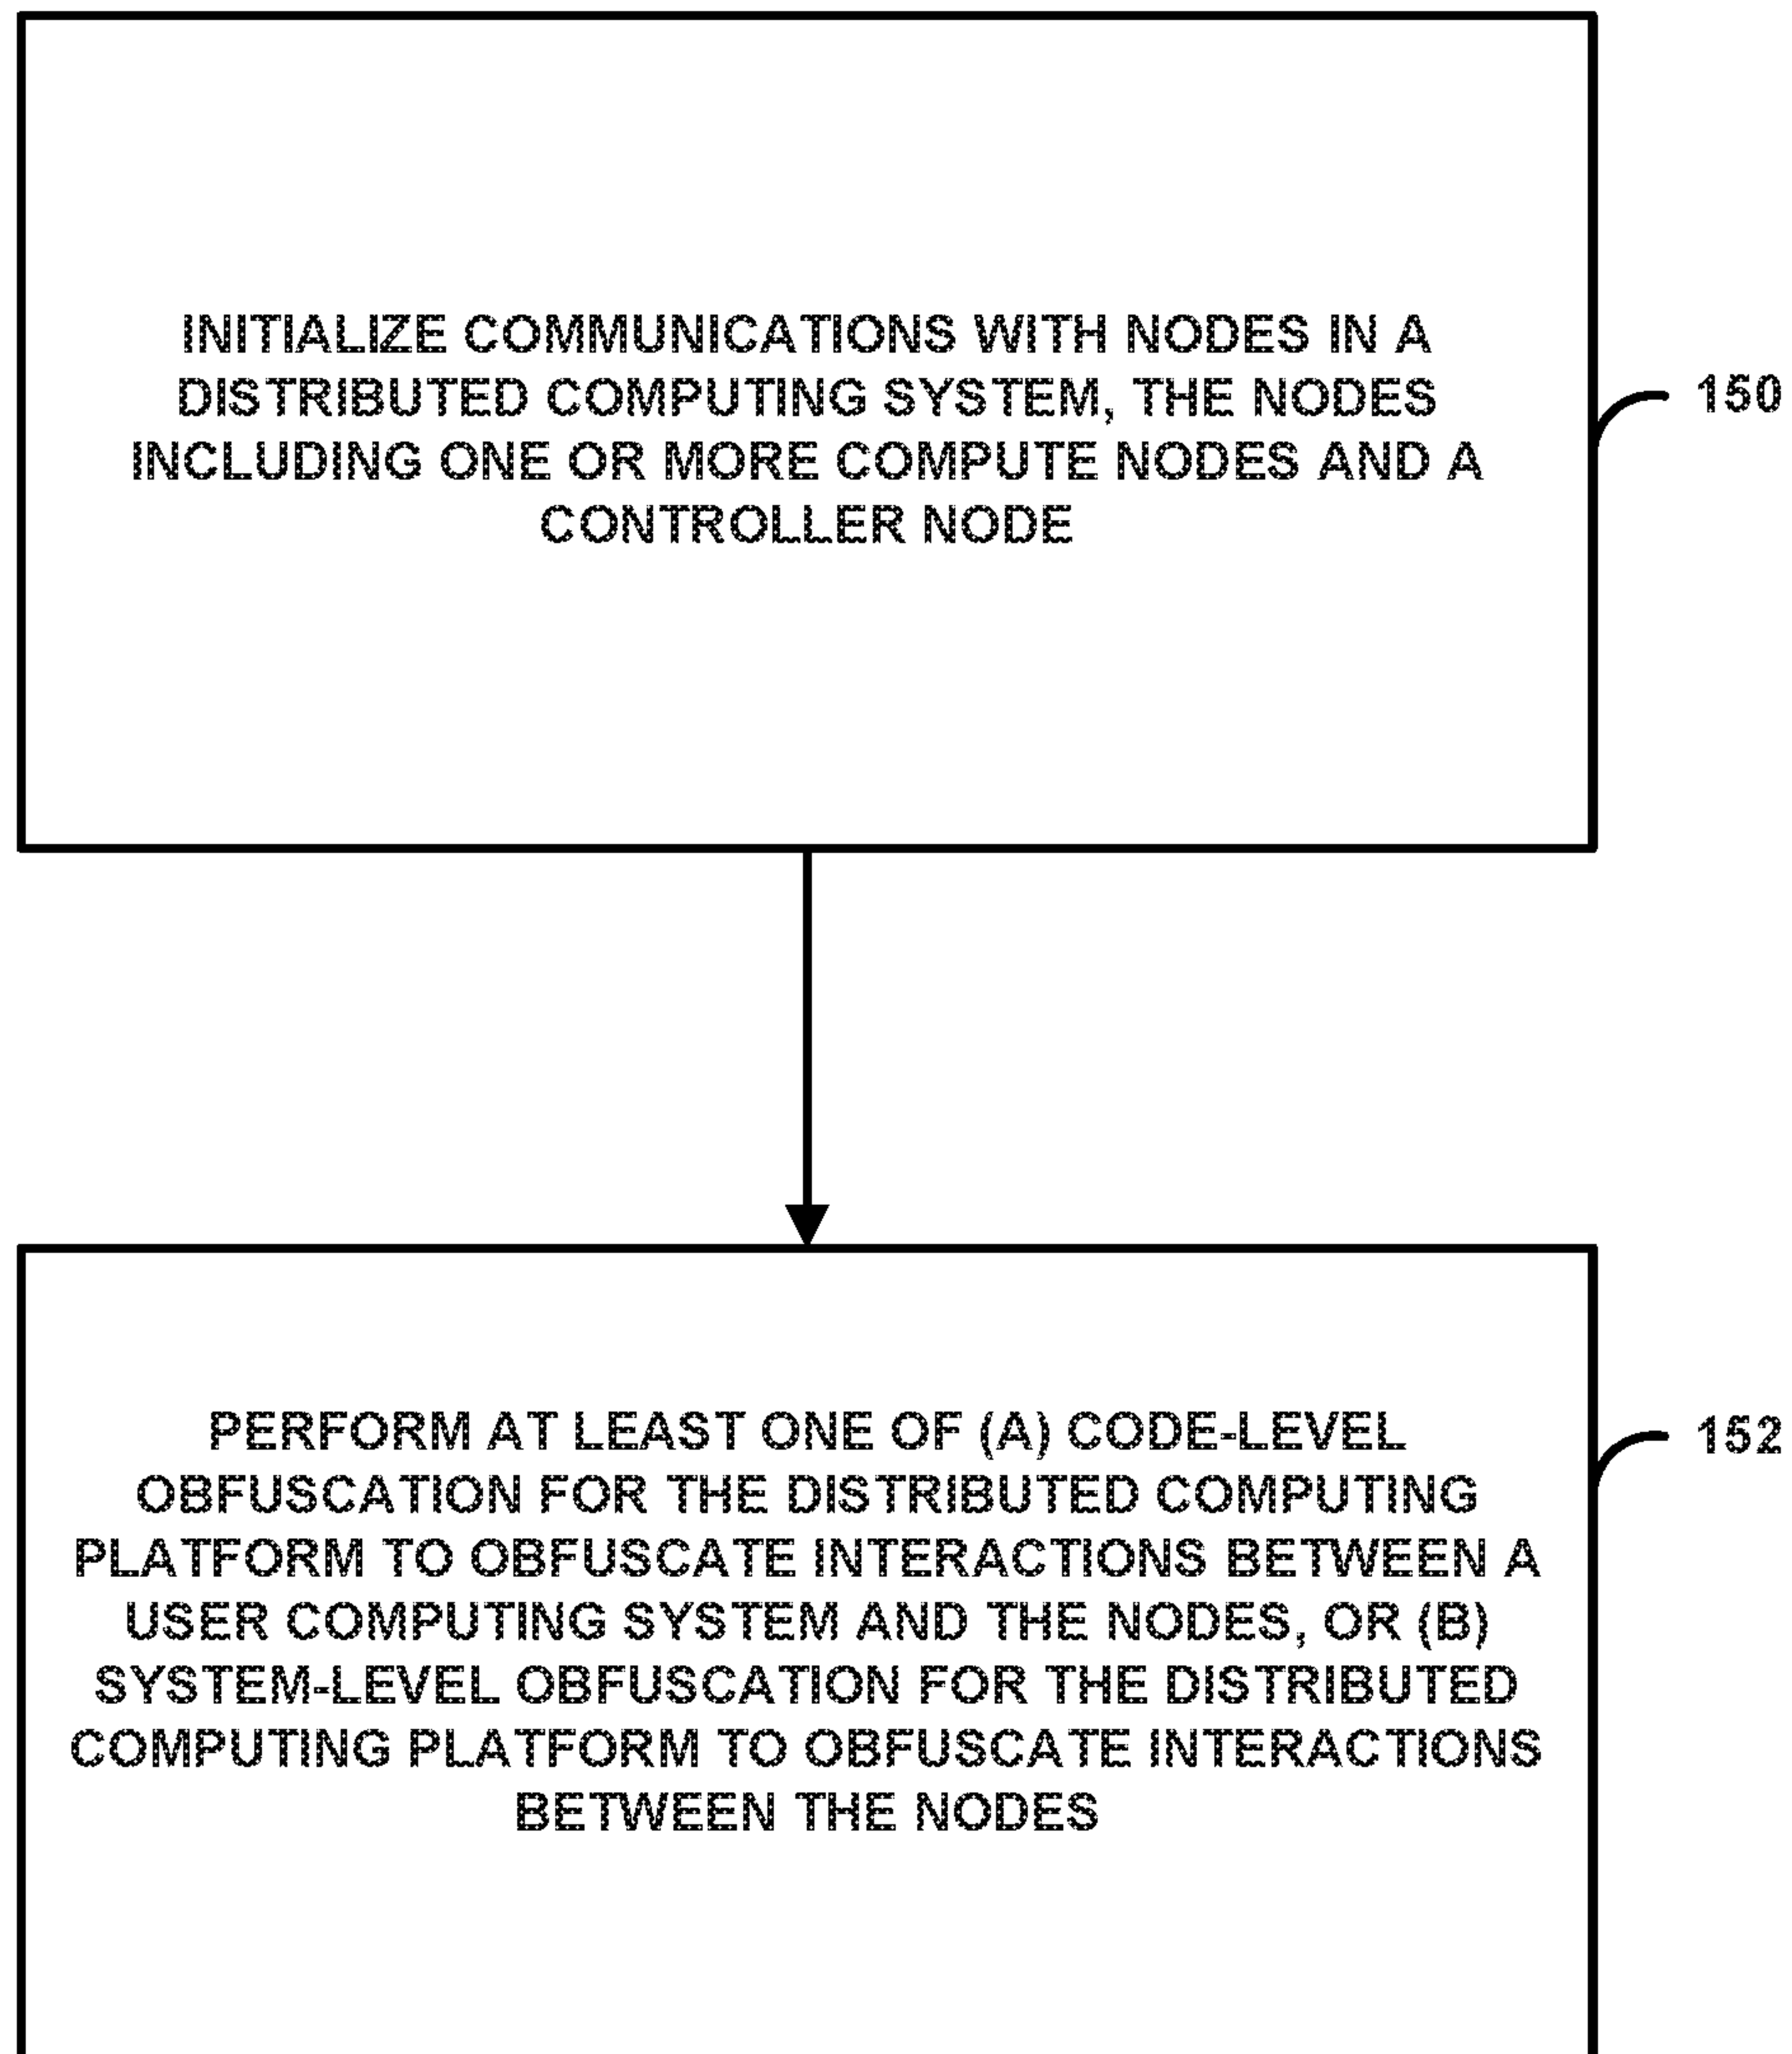 INITIALIZE COMMUNICATIONS WITH NODES IN A
DISTRIBUTED COMPUTING SYSTEM, THE NODES
INCLUDING ONE OR MORE COMPUTE NODES AND A
CONTROLLER NODE
150
PERFORM AT LEAST ONE OF (A) CODE-LEVEL
OBFUSCATION FOR THE DISTRIBUTED COMPUTING
PLATFORM TO OBFUSCATE INTERACTIONS BETWEEN A
USER COMPUTING SYSTEM AND THE NODES, OR (B)
SYSTEM-LEVEL OBFUSCATION FOR THE DISTRIBUTED
COMPUTING PLATFORM TO OBFUSCATE INTERACTIONS
BETWEEN THE NODES
152